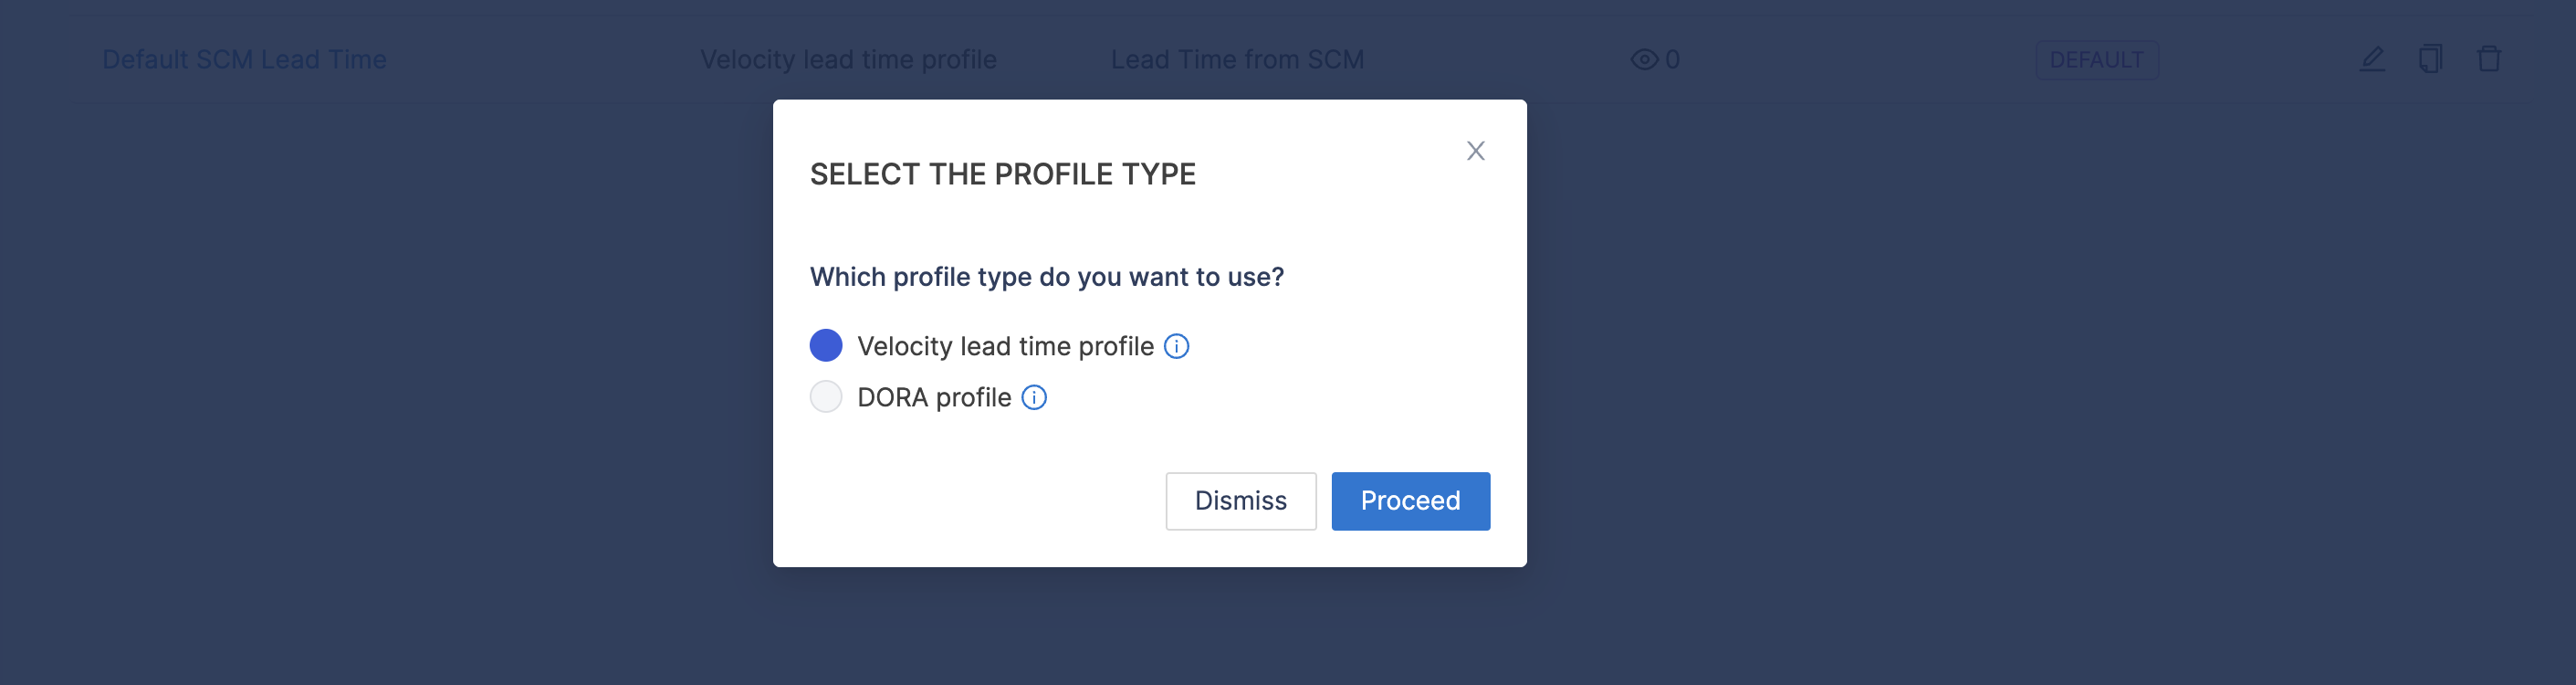 Default SCM Lead Time Velocity lead time profile Lead Time from SCM 0 DEFAULT
SELECT THE PROFILE TYPE
Which profile type do you want to use?
Velocity lead time profile
DORA profile
Dismiss Proceed